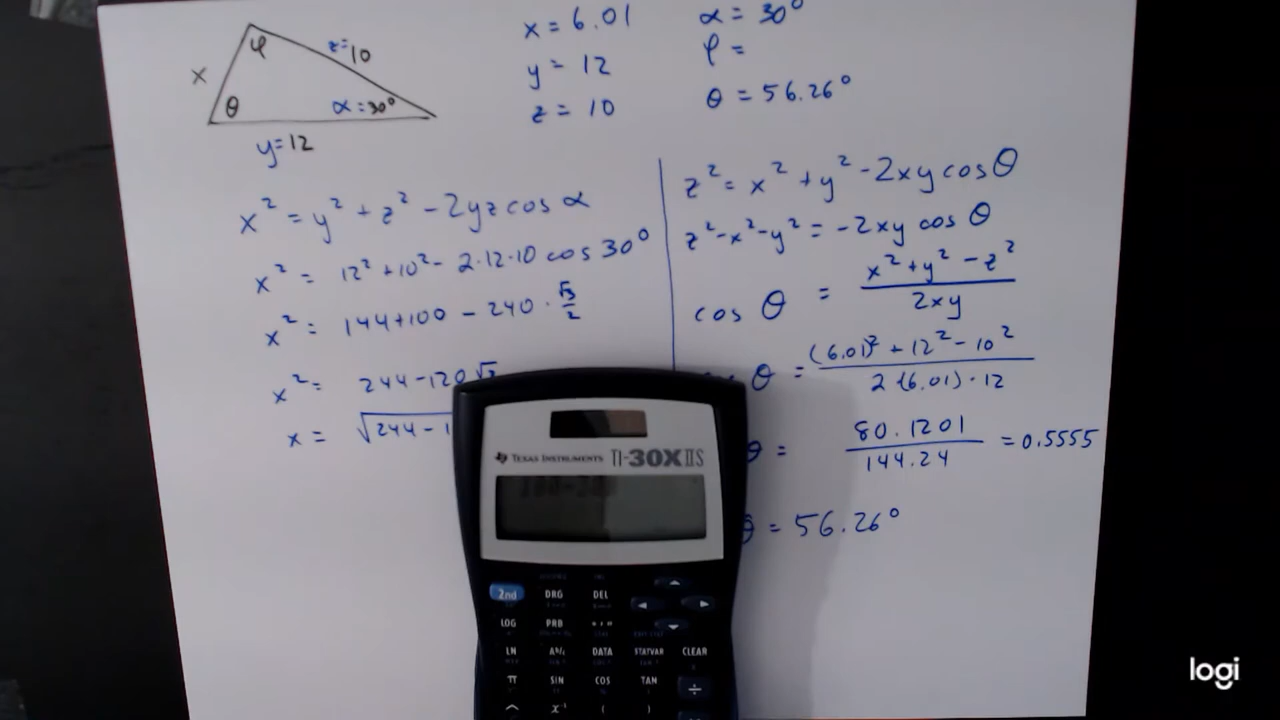 φ
z=10
x
θ
α=30°
y=12
x = 6.01
y = 12
z = 10
α = 30°
φ =
θ = 56.26°
x² = y² + z² - 2yz cos α
x² = 12² + 10² - 2·12·10 cos 30°
x² = 144+100 - 240 · √3/2
x² = 244-120√3
x = √244-1
z² = x² + y² - 2xy cos θ
z² - x² - y² = -2xy cos θ
cos θ = x² + y² - z² / 2xy
θ = (6.01)² + 12² - 10² / 2 (6.01) · 12
θ = 80.1201 / 144.24 = 0.5555
θ = 56.26°
TEXAS INSTRUMENTS TI-30X IIS
2nd DRG DEL
LOG PRB
LN A b/c DATA STATVAR CLEAR
π SIN COS TAN ÷
^ x⁻¹ ( )
logi